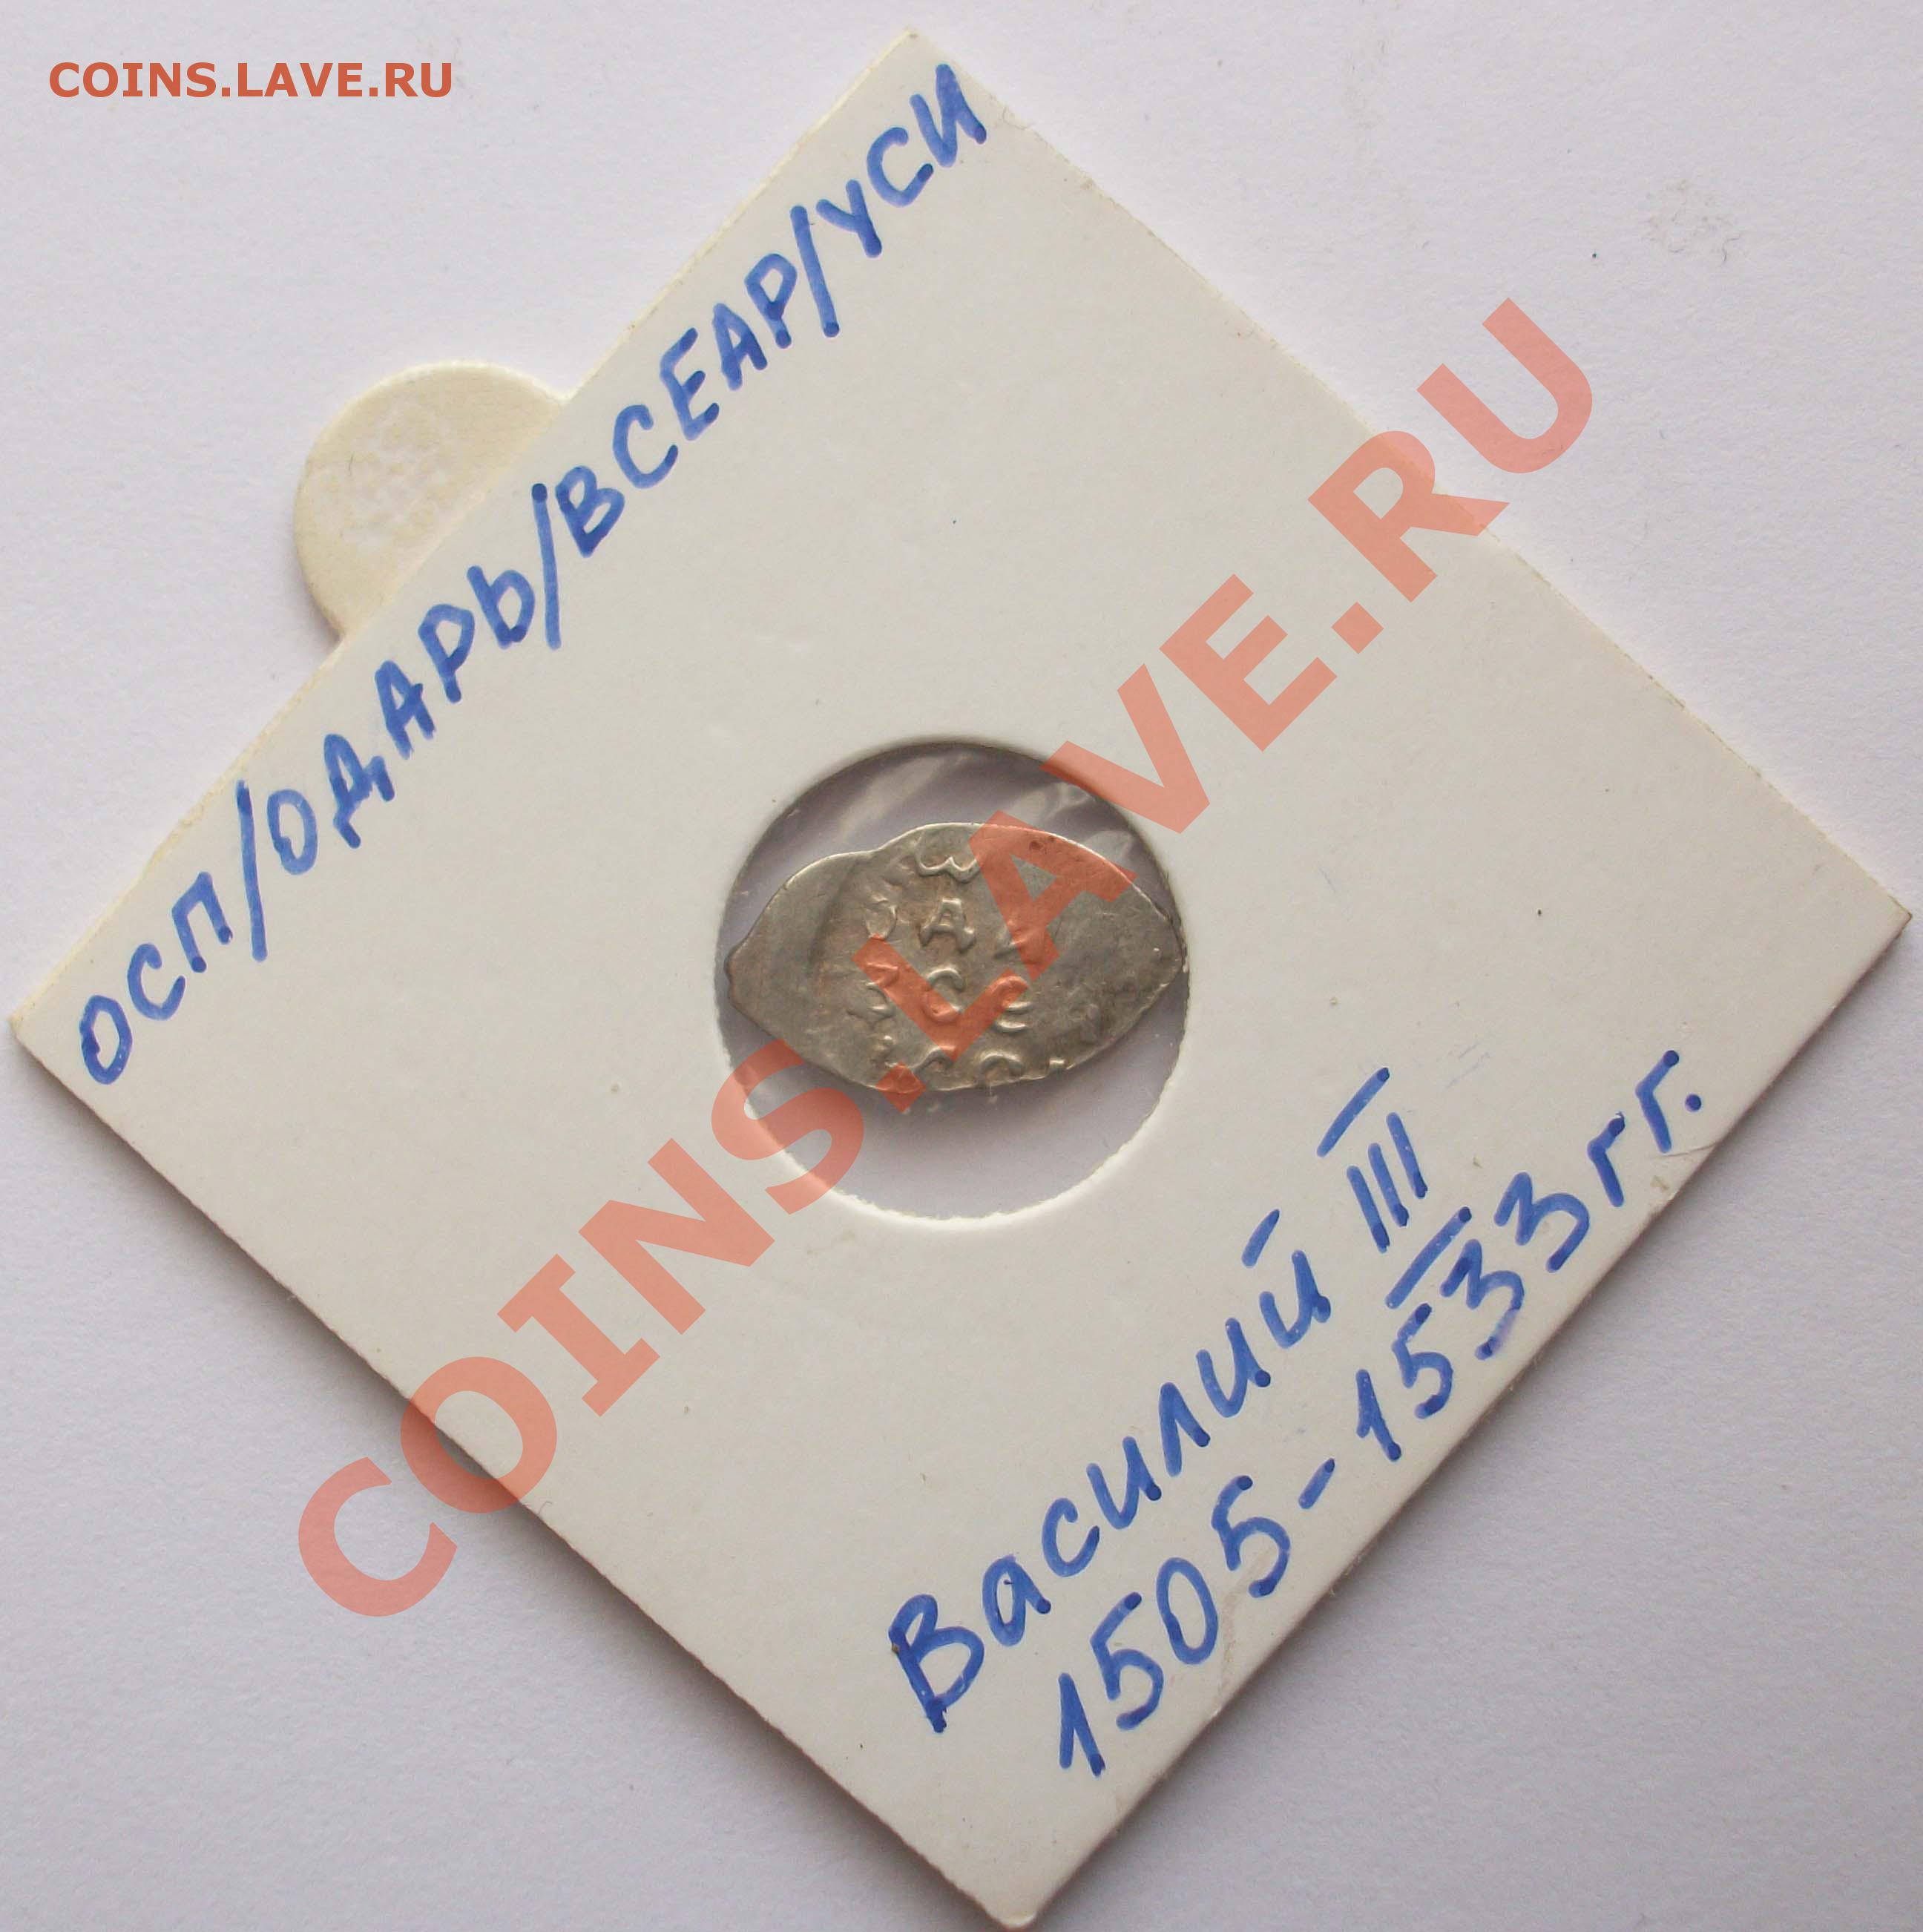 COINS.LAVE.RU
ОСП/ОДАРЬ/ВСЕАР/УСИ
COINS.LAVE.RU
Василий III
1505-1533 гг.